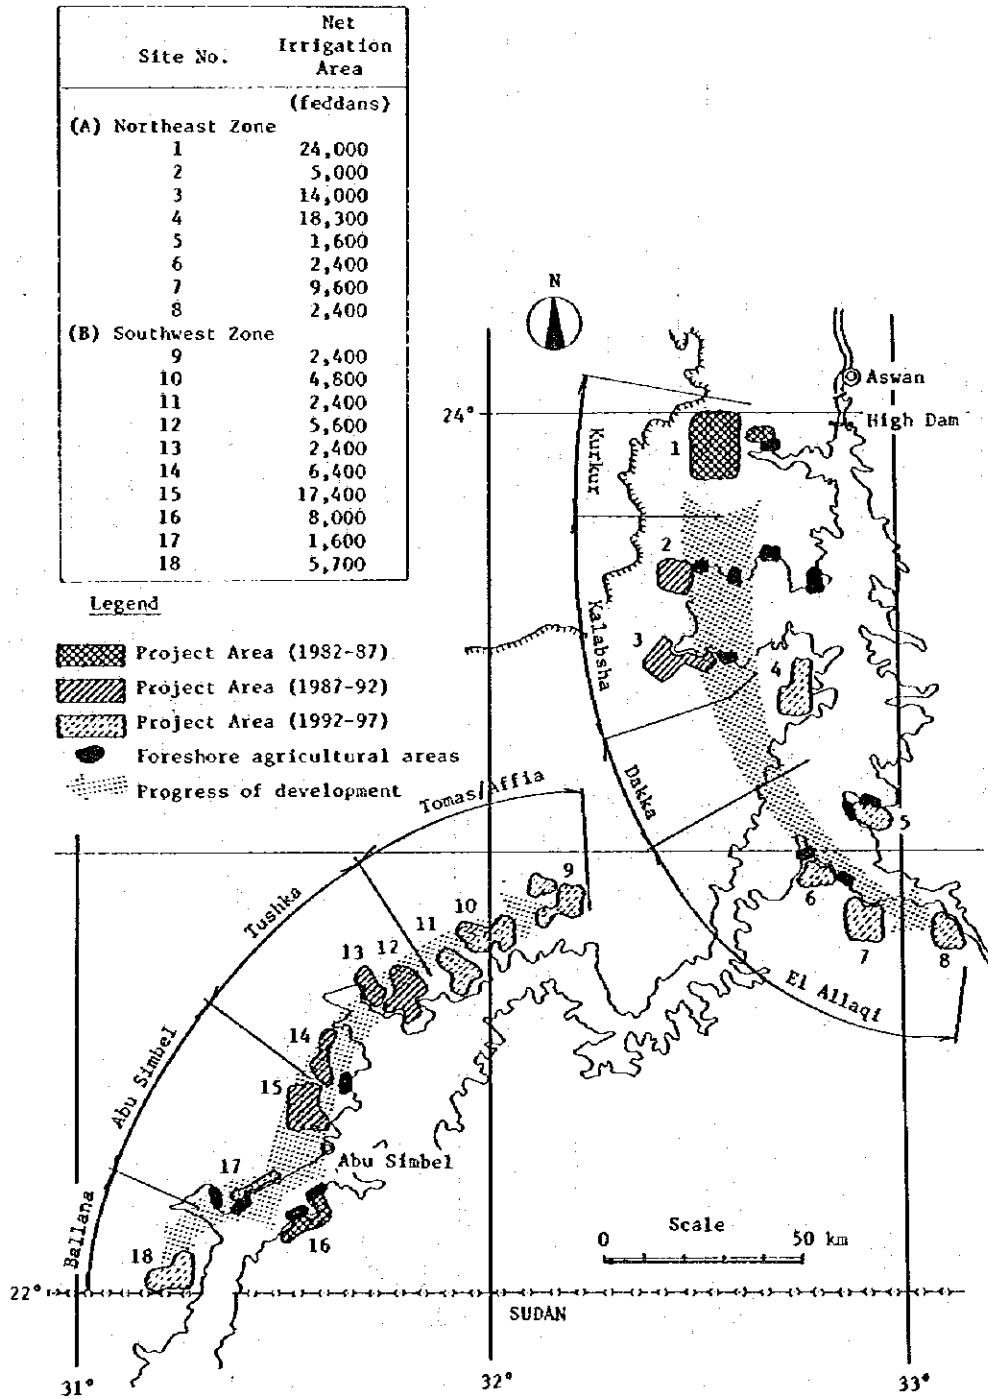 Site No. Net Irrigation Area
(feddans)
(A) Northeast Zone
1 24,000
2 5,000
3 14,000
4 18,300
5 1,600
6 2,400
7 9,600
8 2,400
(B) Southwest Zone
9 2,400
10 4,800
11 2,400
12 5,600
13 2,400
14 6,400
15 17,400
16 8,000
17 1,600
18 5,700
Legend
Project Area (1982-87)
Project Area (1987-92)
Project Area (1992-97)
Foreshore agricultural areas
Progress of development
N
Aswan
24°
High Dam
Kurkur
1
2
Kalabsha
3
4
Dakka
5
6
7
8
El Allaqi
Tomas/Affia
9
10
11
Tushka
12
13
14
Abu Simbel
15
Abu Simbel
17
16
Ballana
18
Scale
0 50 km
22°
SUDAN
31°
32°
33°